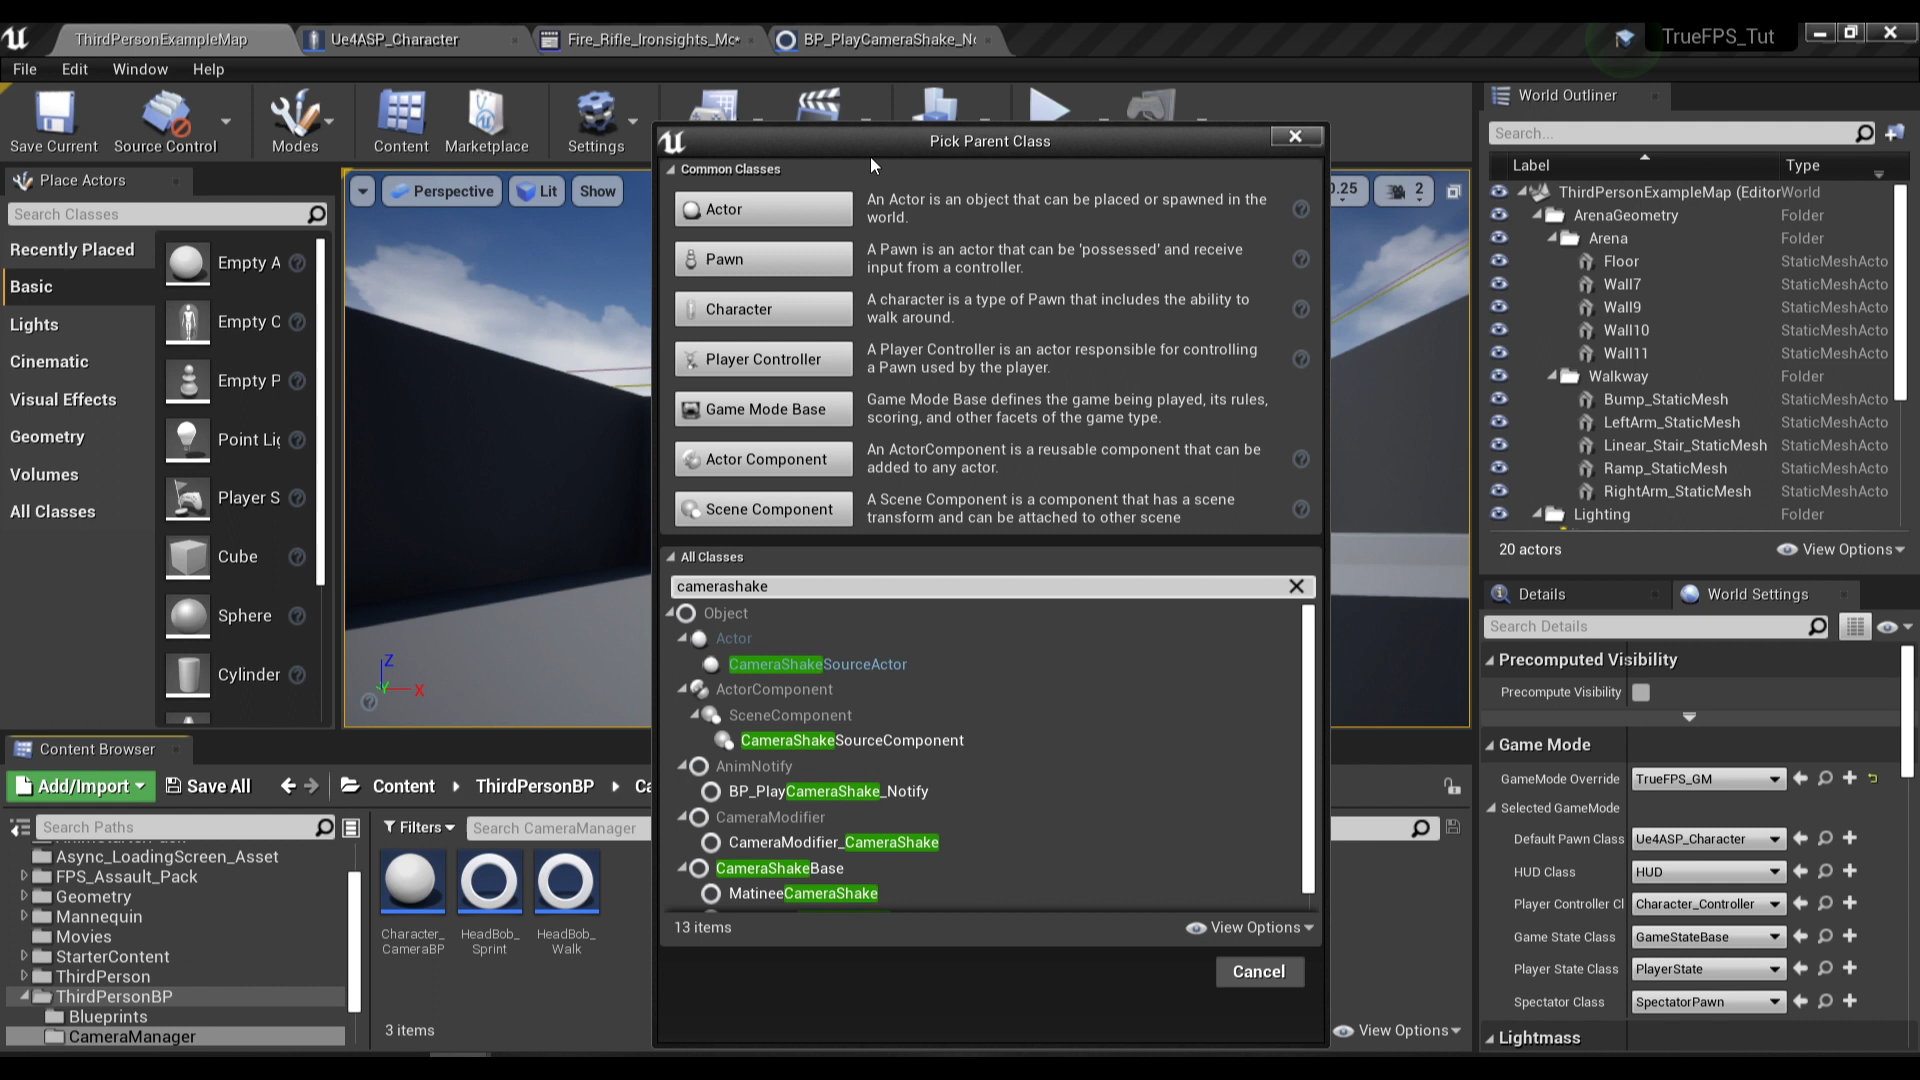 ThirdPersonExampleMap
Ue4ASP_Character
Fire_Rifle_Ironsights_Mc*
BP_PlayCameraShake_No
TrueFPS_Tut
File Edit Window Help
Save Current
Source Control
Modes
Content
Marketplace
Settings
Place Actors
Search Classes
Recently Placed
Basic
Lights
Cinematic
Visual Effects
Geometry
Volumes
All Classes
Empty A
Empty C
Empty P
Point Lig
Player S
Cube
Sphere
Cylinder
Perspective
Lit
Show
Z
Y
X
0.25
2
Pick Parent Class
Common Classes
Actor
An Actor is an object that can be placed or spawned in the
world.
Pawn
A Pawn is an actor that can be 'possessed' and receive
input from a controller.
Character
A character is a type of Pawn that includes the ability to
walk around.
Player Controller
A Player Controller is an actor responsible for controlling
a Pawn used by the player.
Game Mode Base
Game Mode Base defines the game being played, its rules,
scoring, and other facets of the game type.
Actor Component
An ActorComponent is a reusable component that can be
added to any actor.
Scene Component
A Scene Component is a component that has a scene
transform and can be attached to other scene
All Classes
camerashake
Object
Actor
CameraShakeSourceActor
ActorComponent
SceneComponent
CameraShakeSourceComponent
AnimNotify
BP_PlayCameraShake_Notify
CameraModifier
CameraModifier_CameraShake
CameraShakeBase
MatineeCameraShake
13 items
View Options
Cancel
World Outliner
Search...
Label Type
ThirdPersonExampleMap (Editor World
ArenaGeometry Folder
Arena Folder
Floor StaticMeshActo
Wall7 StaticMeshActo
Wall9 StaticMeshActo
Wall10 StaticMeshActo
Wall11 StaticMeshActo
Walkway Folder
Bump_StaticMesh StaticMeshActo
LeftArm_StaticMesh StaticMeshActo
Linear_Stair_StaticMesh StaticMeshActo
Ramp_StaticMesh StaticMeshActo
RightArm_StaticMesh StaticMeshActo
Lighting Folder
20 actors
View Options
Details
World Settings
Search Details
Precomputed Visibility
Precompute Visibility
Game Mode
GameMode Override TrueFPS_GM
Selected GameMode
Default Pawn Class Ue4ASP_Character
HUD Class HUD
Player Controller Cl Character_Controller
Game State Class GameStateBase
Player State Class PlayerState
Spectator Class SpectatorPawn
Lightmass
Content Browser
Add/Import
Save All
Content
ThirdPersonBP
Ca
Search Paths
Filters
Search CameraManager
Async_LoadingScreen_Asset
FPS_Assault_Pack
Geometry
Mannequin
Movies
StarterContent
ThirdPerson
ThirdPersonBP
Blueprints
CameraManager
Character_
CameraBP
HeadBob_
Sprint
HeadBob_
Walk
3 items
View Options